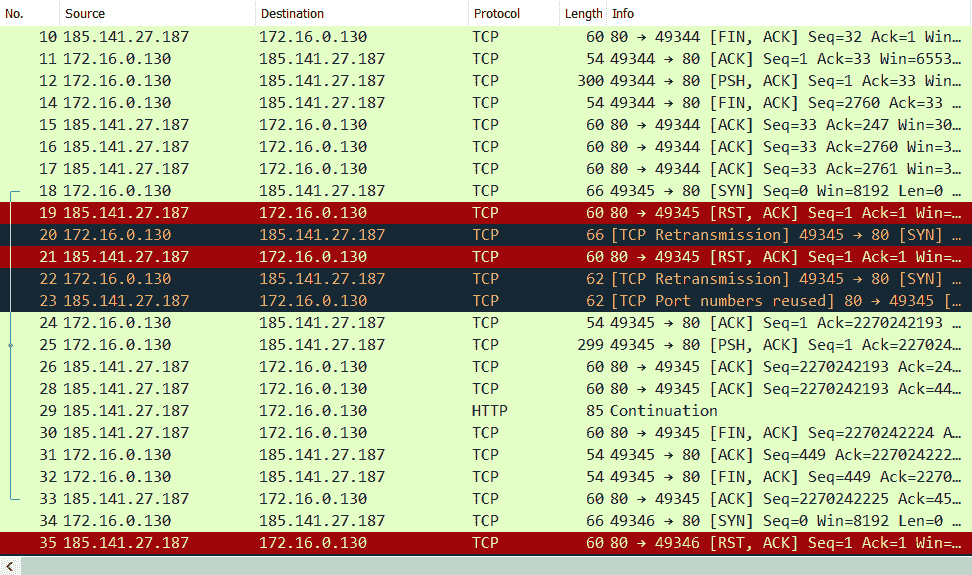 No. Source Destination Protocol Length Info
10 185.141.27.187 172.16.0.130 TCP 60 80 → 49344 [FIN, ACK] Seq=32 Ack=1 Win…
11 172.16.0.130 185.141.27.187 TCP 54 49344 → 80 [ACK] Seq=1 Ack=33 Win=6553…
12 172.16.0.130 185.141.27.187 TCP 300 49344 → 80 [PSH, ACK] Seq=1 Ack=33 Win…
14 172.16.0.130 185.141.27.187 TCP 54 49344 → 80 [FIN, ACK] Seq=2760 Ack=33 …
15 185.141.27.187 172.16.0.130 TCP 60 80 → 49344 [ACK] Seq=33 Ack=247 Win=30…
16 185.141.27.187 172.16.0.130 TCP 60 80 → 49344 [ACK] Seq=33 Ack=2760 Win=3…
17 185.141.27.187 172.16.0.130 TCP 60 80 → 49344 [ACK] Seq=33 Ack=2761 Win=3…
18 172.16.0.130 185.141.27.187 TCP 66 49345 → 80 [SYN] Seq=0 Win=8192 Len=0 …
19 185.141.27.187 172.16.0.130 TCP 60 80 → 49345 [RST, ACK] Seq=1 Ack=1 Win=…
20 172.16.0.130 185.141.27.187 TCP 66 [TCP Retransmission] 49345 → 80 [SYN] …
21 185.141.27.187 172.16.0.130 TCP 60 80 → 49345 [RST, ACK] Seq=1 Ack=1 Win=…
22 172.16.0.130 185.141.27.187 TCP 62 [TCP Retransmission] 49345 → 80 [SYN] …
23 185.141.27.187 172.16.0.130 TCP 62 [TCP Port numbers reused] 80 → 49345 […
24 172.16.0.130 185.141.27.187 TCP 54 49345 → 80 [ACK] Seq=1 Ack=2270242193 …
25 172.16.0.130 185.141.27.187 TCP 299 49345 → 80 [PSH, ACK] Seq=1 Ack=227024…
26 185.141.27.187 172.16.0.130 TCP 60 80 → 49345 [ACK] Seq=2270242193 Ack=24…
28 185.141.27.187 172.16.0.130 TCP 60 80 → 49345 [ACK] Seq=2270242193 Ack=44…
29 185.141.27.187 172.16.0.130 HTTP 85 Continuation
30 185.141.27.187 172.16.0.130 TCP 60 80 → 49345 [FIN, ACK] Seq=2270242224 A…
31 172.16.0.130 185.141.27.187 TCP 54 49345 → 80 [ACK] Seq=449 Ack=227024222…
32 172.16.0.130 185.141.27.187 TCP 54 49345 → 80 [FIN, ACK] Seq=449 Ack=2270…
33 185.141.27.187 172.16.0.130 TCP 60 80 → 49345 [ACK] Seq=2270242225 Ack=45…
34 172.16.0.130 185.141.27.187 TCP 66 49346 → 80 [SYN] Seq=0 Win=8192 Len=0 …
35 185.141.27.187 172.16.0.130 TCP 60 80 → 49346 [RST, ACK] Seq=1 Ack=1 Win=…